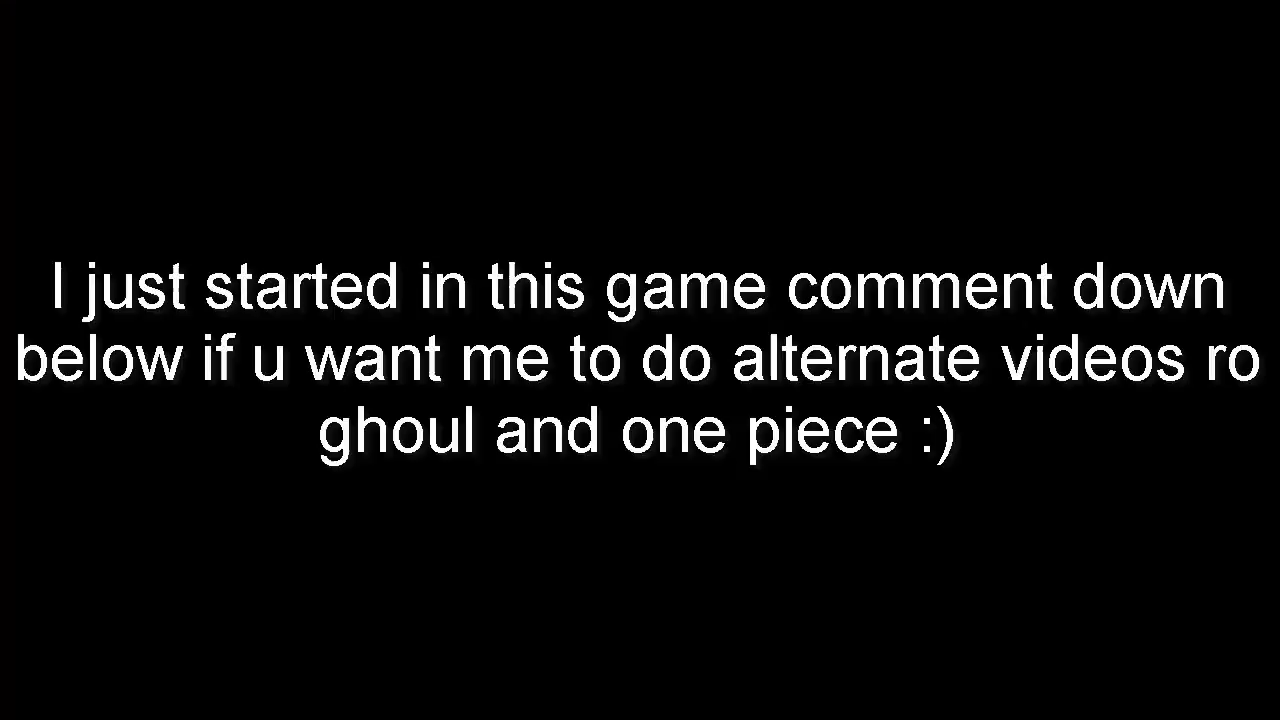 I just started in this game comment down
below if u want me to do alternate videos ro
ghoul and one piece :)